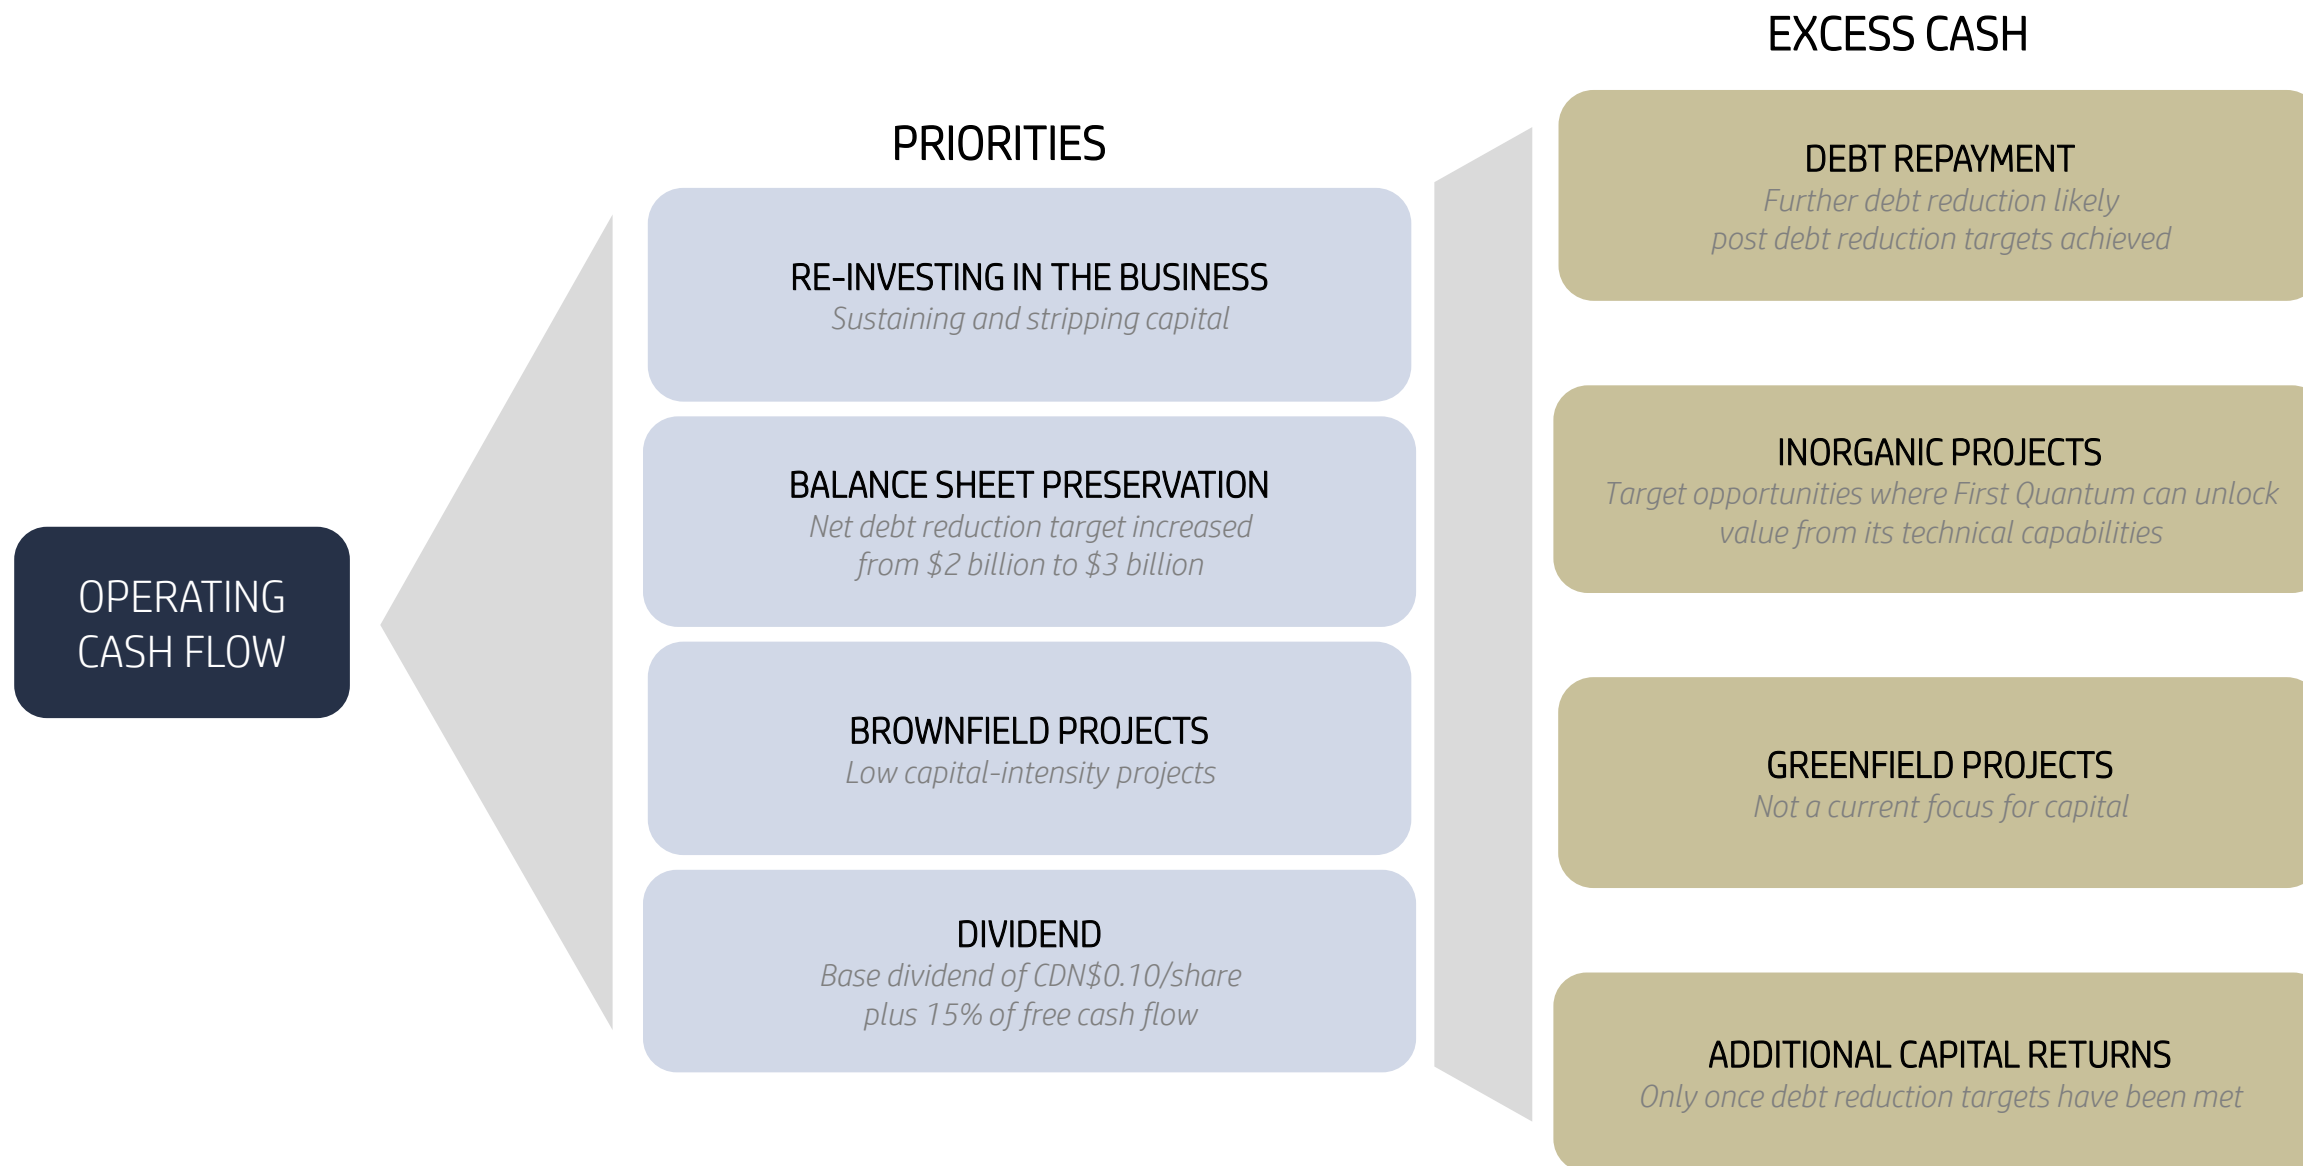 OPERATING
CASH FLOW
PRIORITIES
RE-INVESTING IN THE BUSINESS
Sustaining and stripping capital
BALANCE SHEET PRESERVATION
Net debt reduction target increased
from $2 billion to $3 billion
BROWNFIELD PROJECTS
Low capital-intensity projects
DIVIDEND
Base dividend of CDN$0.10/share
plus 15% of free cash flow
EXCESS CASH
DEBT REPAYMENT
Further debt reduction likely
post debt reduction targets achieved
INORGANIC PROJECTS
Target opportunities where First Quantum can unlock
value from its technical capabilities
GREENFIELD PROJECTS
Not a current focus for capital
ADDITIONAL CAPITAL RETURNS
Only once debt reduction targets have been met